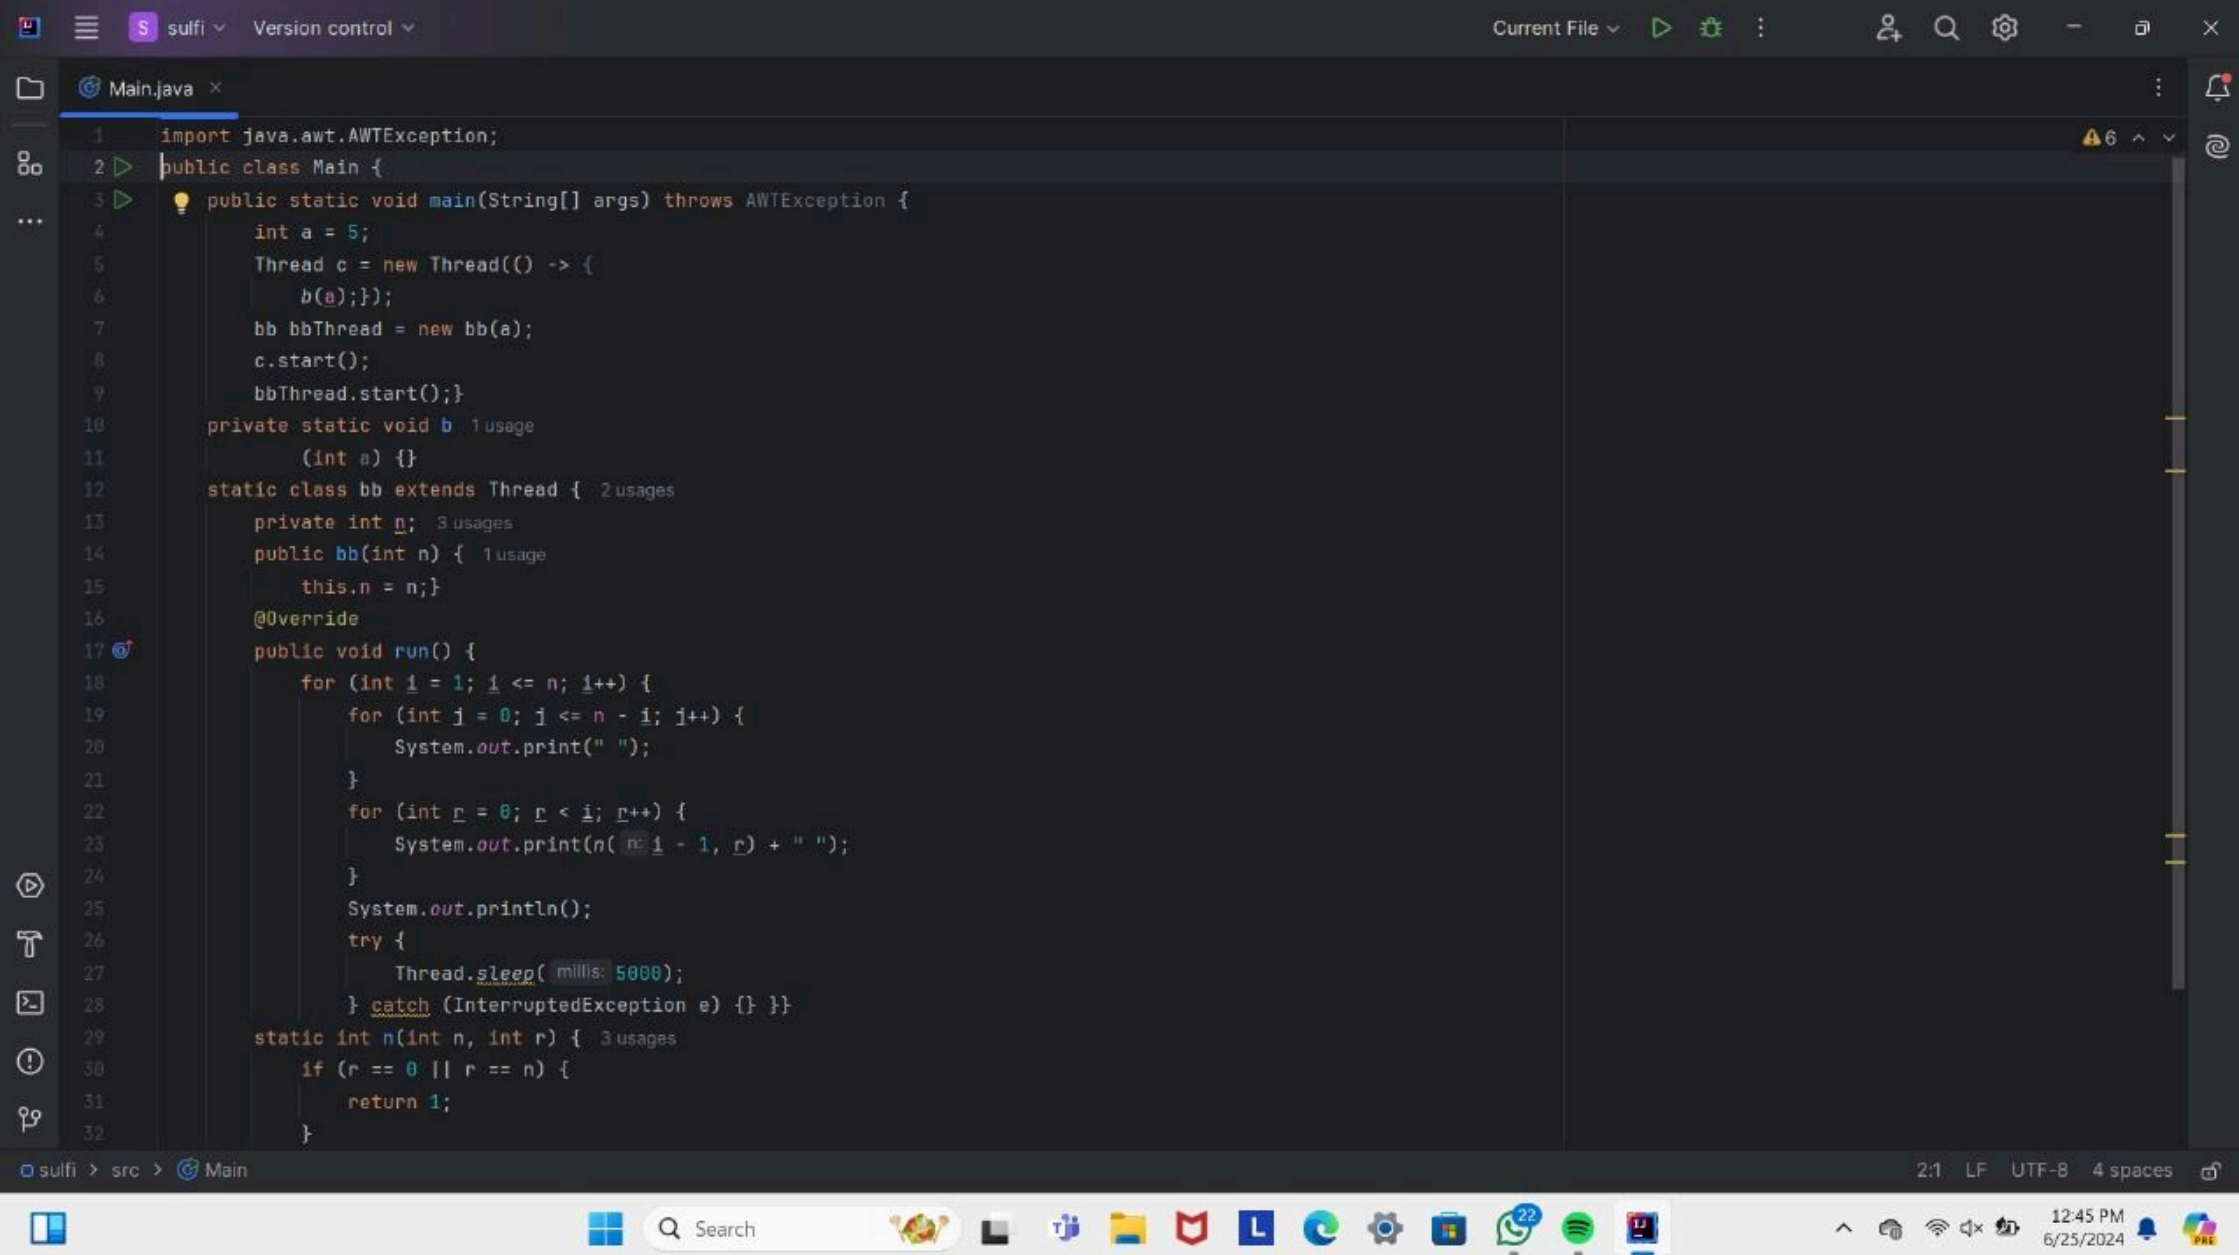 S sulfi Version control Current File
Main.java
1 import java.awt.AWTException; 6
2 public class Main {
3 public static void main(String[] args) throws AWTException {
4 int a = 5;
5 Thread c = new Thread(() -> {
6 b(a);});
7 bb bbThread = new bb(a);
8 c.start();
9 bbThread.start();}
10 private static void b 1 usage
11 (int a) {}
12 static class bb extends Thread { 2 usages
13 private int n; 3 usages
14 public bb(int n) { 1 usage
15 this.n = n;}
16 @Override
17 public void run() {
18 for (int i = 1; i <= n; i++) {
19 for (int j = 0; j <= n - i; j++) {
20 System.out.print(" ");
21 }
22 for (int r = 0; r < i; r++) {
23 System.out.print(n( n: i - 1, r) + " ");
24 }
25 System.out.println();
26 try {
27 Thread.sleep( millis: 5000);
28 } catch (InterruptedException e) {} }}
29 static int n(int n, int r) { 3 usages
30 if (r == 0 || r == n) {
31 return 1;
32 }
sulfi > src > Main 2:1 LF UTF-8 4 spaces
Search L 22 12:45 PM
6/25/2024 PRE